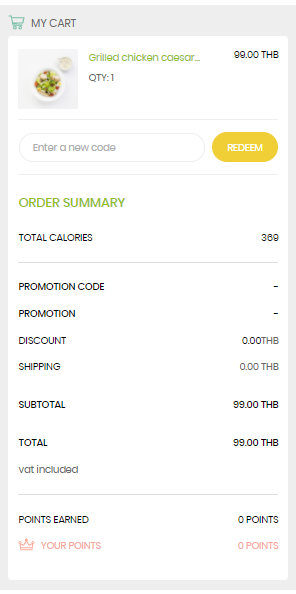 MY CART
Grilled chicken caesar... 99.00 THB
QTY: 1
Enter a new code REDEEM
ORDER SUMMARY
TOTAL CALORIES 369
PROMOTION CODE -
PROMOTION -
DISCOUNT 0.00THB
SHIPPING 0.00 THB
SUBTOTAL 99.00 THB
TOTAL 99.00 THB
vat included
POINTS EARNED 0 POINTS
YOUR POINTS 0 POINTS